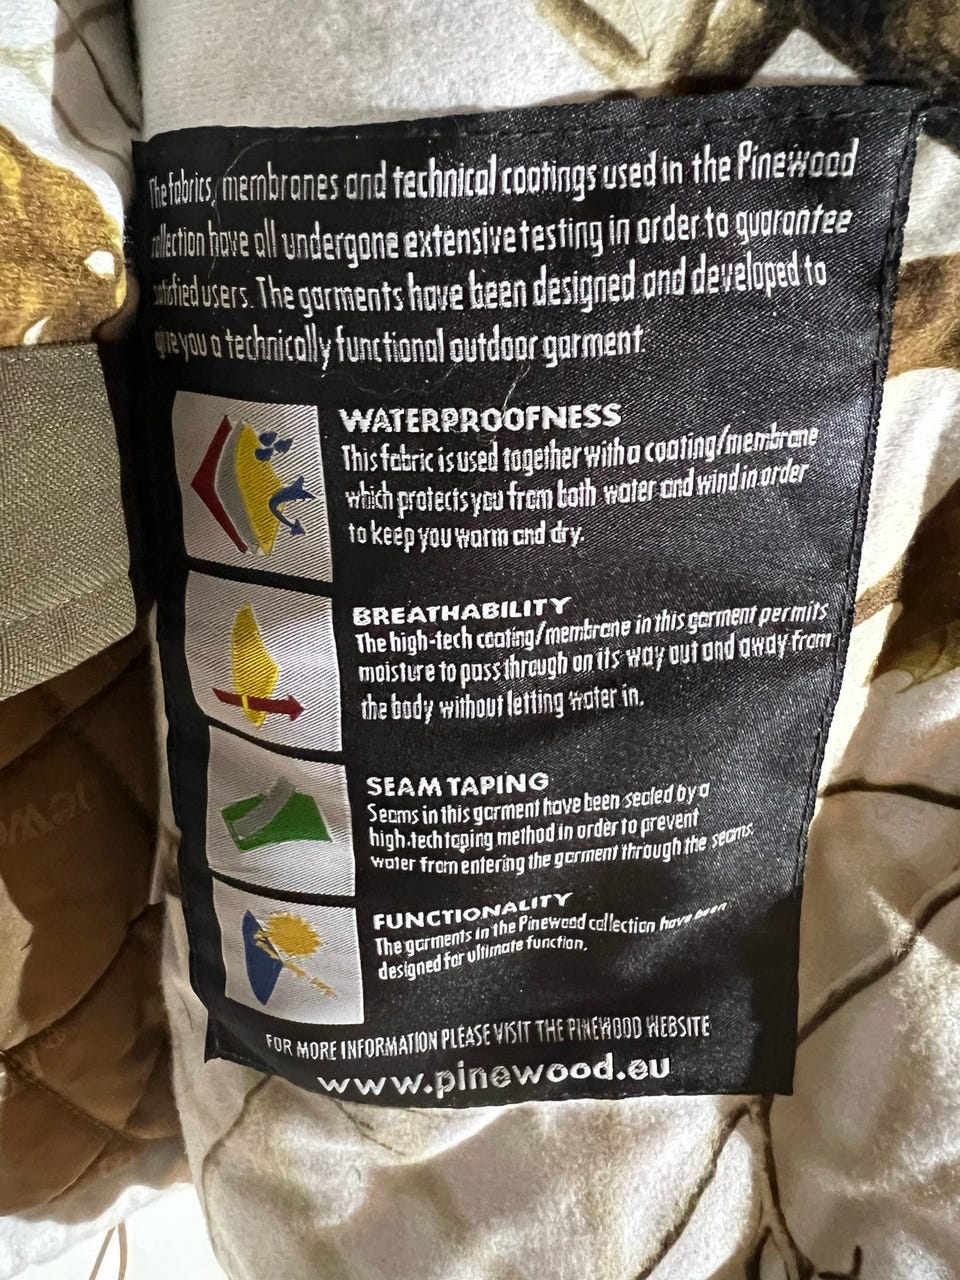 The fabrics, membranes and technical coatings used in the Pinewood
collection have all undergone extensive testing in order to guarantee
satisfied users. The garments have been designed and developed to
give you a technically functional outdoor garment.
WATERPROOFNESS
This fabric is used together with a coating/membrane
which protects you from both water and wind in order
to keep you warm and dry.
BREATHABILITY
The high-tech coating/membrane in this garment permits
moisture to pass through on its way out and away from
the body without letting water in.
SEAM TAPING
Seams in this garment have been sealed by a
high-tech taping method in order to prevent
water from entering the garment through the seams.
FUNCTIONALITY
The garments in the Pinewood collection have been
designed for ultimate function.
FOR MORE INFORMATION PLEASE VISIT THE PINEWOOD WEBSITE
www.pinewood.eu